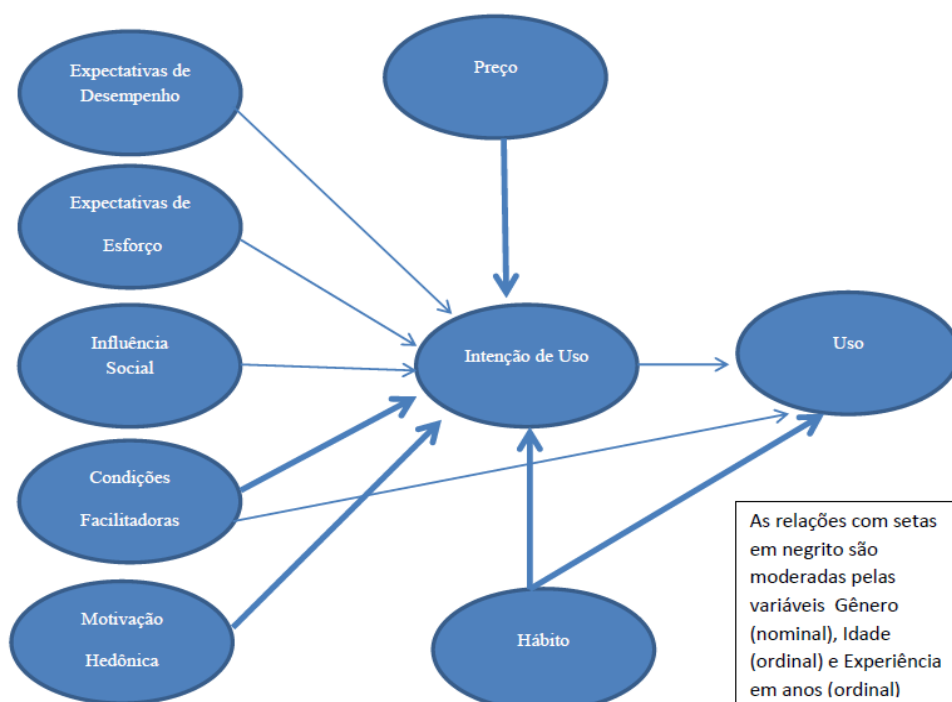 Expectativas de
Desempenho
Preço
Expectativas de
Esforço
Influência
Social
Intenção de Uso
Uso
Condições
Facilitadoras
Motivação
Hedônica
Hábito
As relações com setas
em negrito são
moderadas pelas
variáveis Gênero
(nominal), Idade
(ordinal) e Experiência
em anos (ordinal)